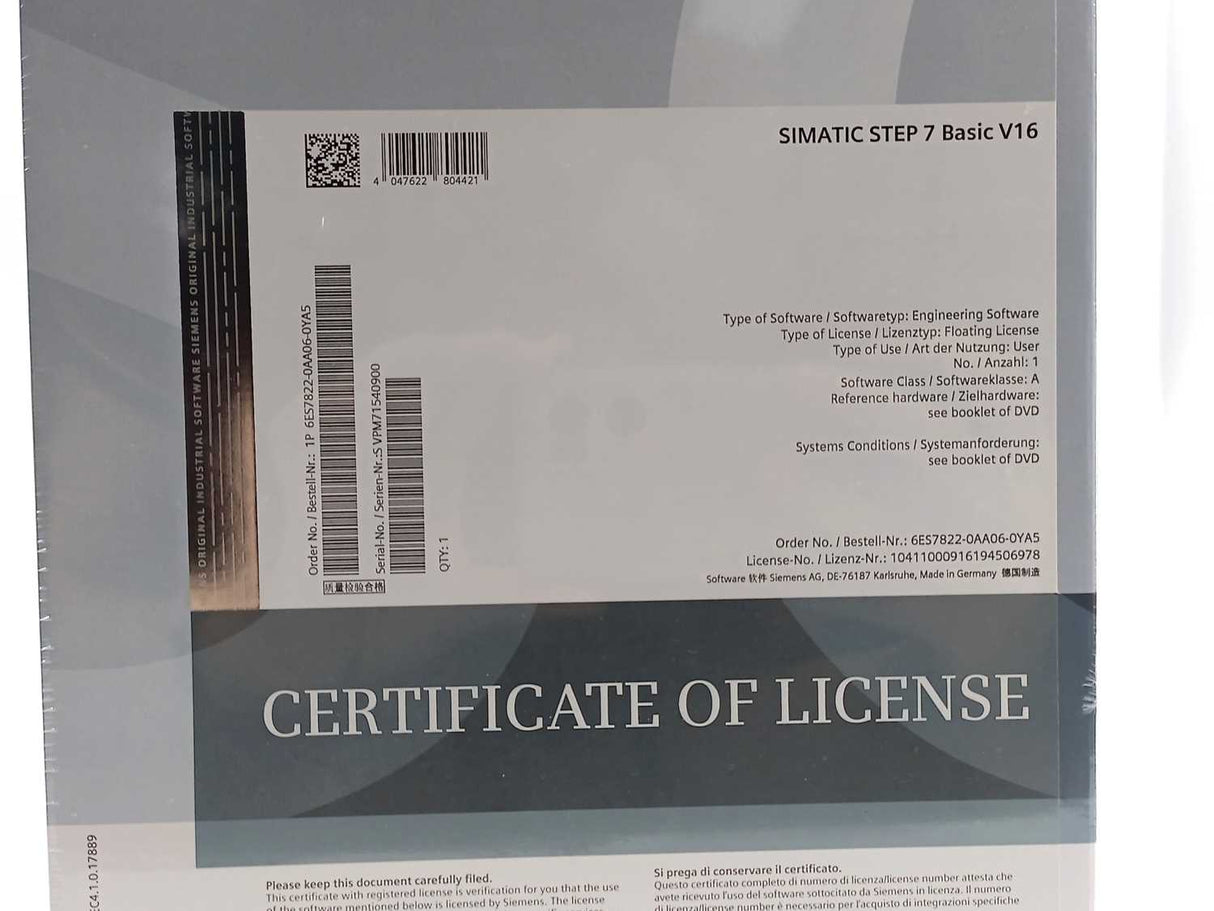 SIMATIC STEP 7 Basic V16
4 047622 804421
ORIGINAL INDUSTRIAL SOFTWARE SIEMENS ORIGINAL INDUSTRIAL
Order No. / Bestell-Nr.: 1P 6ES7822-0AA06-0YA5
Serial-No. / Serien-Nr.:S VPM71540900
QTY: 1
质量检验合格
Type of Software / Softwaretyp: Engineering Software
Type of License / Lizenztyp: Floating License
Type of Use / Art der Nutzung: User
No. / Anzahl: 1
Software Class / Softwareklasse: A
Reference hardware / Zielhardware:
see booklet of DVD
Systems Conditions / Systemanforderung:
see booklet of DVD
Order No. / Bestell-Nr.: 6ES7822-0AA06-0YA5
License-No. / Lizenz-Nr.: 10411000916194506978
Software 软件 Siemens AG, DE-76187 Karlsruhe, Made in Germany 德国制造
CERTIFICATE OF LICENSE
EC4.1.0.17889
Please keep this document carefully filed.
This certificate with registered license is verification for you that the use
of the software mentioned below is licensed by Siemens. The license
Si prega di conservare il certificato.
Questo certificato completo di numero di licenza/license number attesta che
avete ricevuto l'uso del software sottocitato da Siemens in licenza. Il numero
di licenza/license number è necessario per l'acquisto di integrazioni specifiche